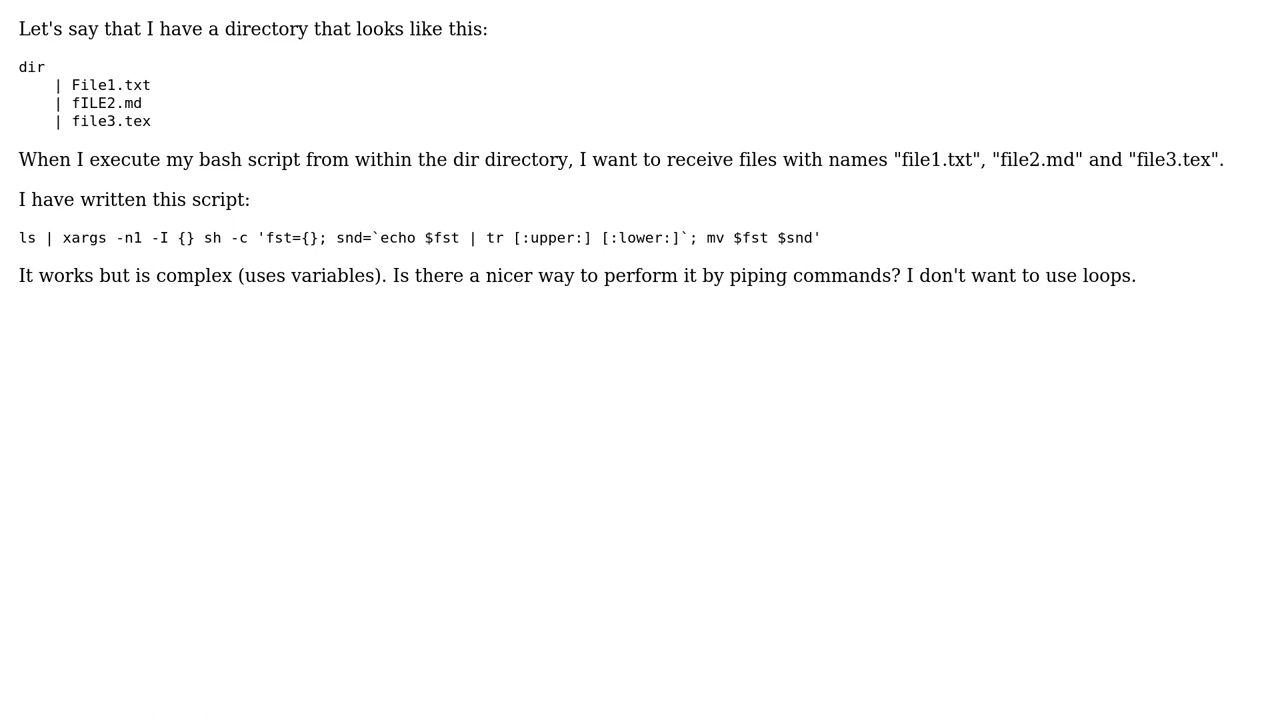 Let's say that I have a directory that looks like this:
dir
    | File1.txt
    | fILE2.md
    | file3.tex
When I execute my bash script from within the dir directory, I want to receive files with names "file1.txt", "file2.md" and "file3.tex".
I have written this script:
ls | xargs -n1 -I {} sh -c 'fst={}; snd=`echo $fst | tr [:upper:] [:lower:]`; mv $fst $snd'
It works but is complex (uses variables). Is there a nicer way to perform it by piping commands? I don't want to use loops.